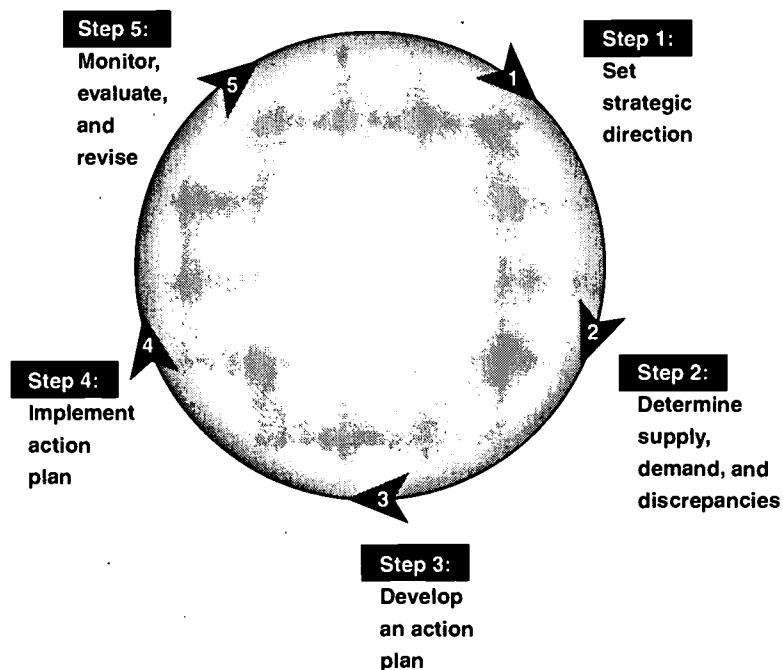 Step 1:
Set
strategic
direction
Step 2:
Determine
supply,
demand, and
discrepancies
Step 3:
Develop
an action
plan
Step 4:
Implement
action
plan
Step 5:
Monitor,
evaluate,
and
revise
1
2
3
4
5